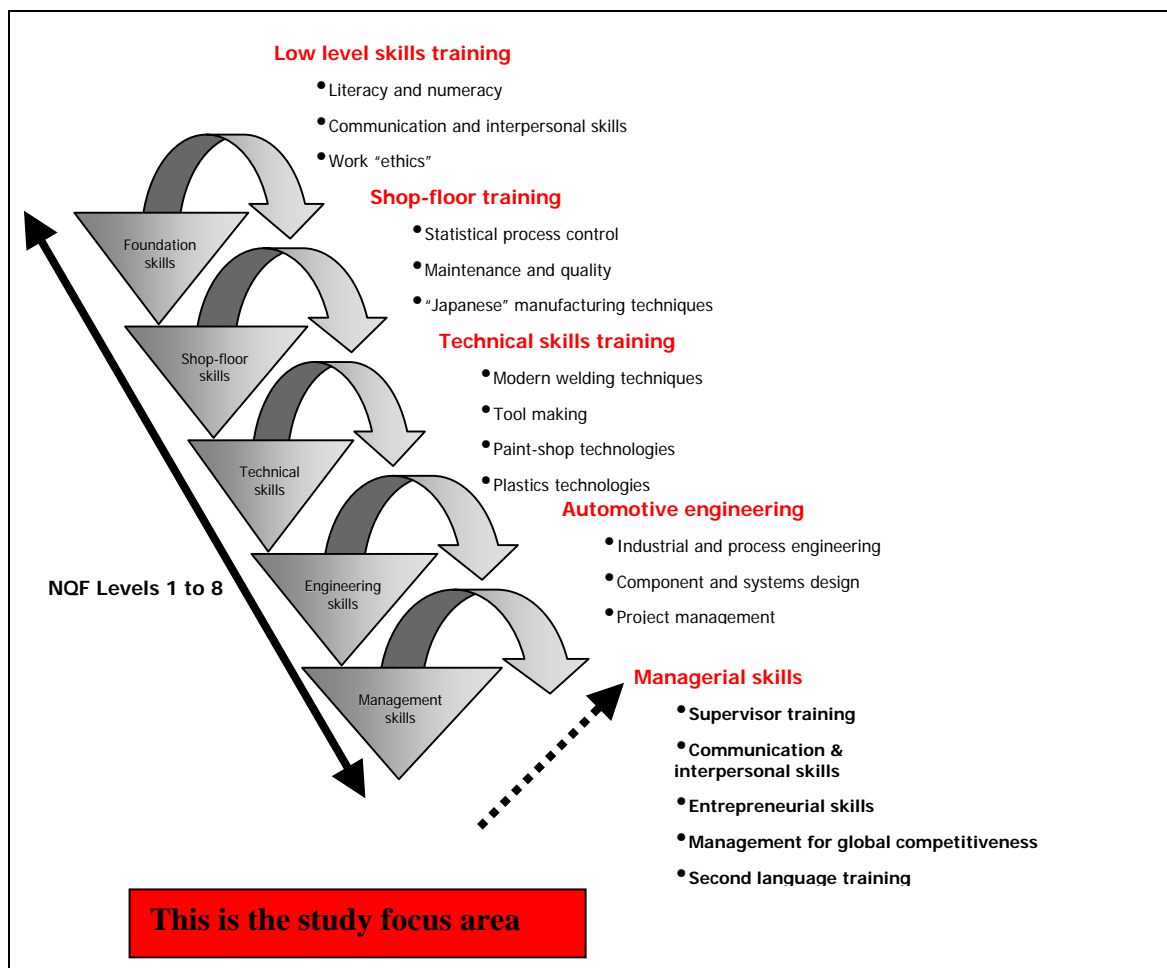 Low level skills training
•Literacy and numeracy
•Communication and interpersonal skills
•Work “ethics”
Foundation
skills
Shop-floor training
•Statistical process control
•Maintenance and quality
•“Japanese” manufacturing techniques
Shop-floor
skills
Technical skills training
•Modern welding techniques
•Tool making
•Paint-shop technologies
•Plastics technologies
Technical
skills
Automotive engineering
•Industrial and process engineering
•Component and systems design
•Project management
Engineering
skills
NQF Levels 1 to 8
Managerial skills
•Supervisor training
•Communication &
interpersonal skills
•Entrepreneurial skills
•Management for global competitiveness
•Second language training
Management
skills
This is the study focus area